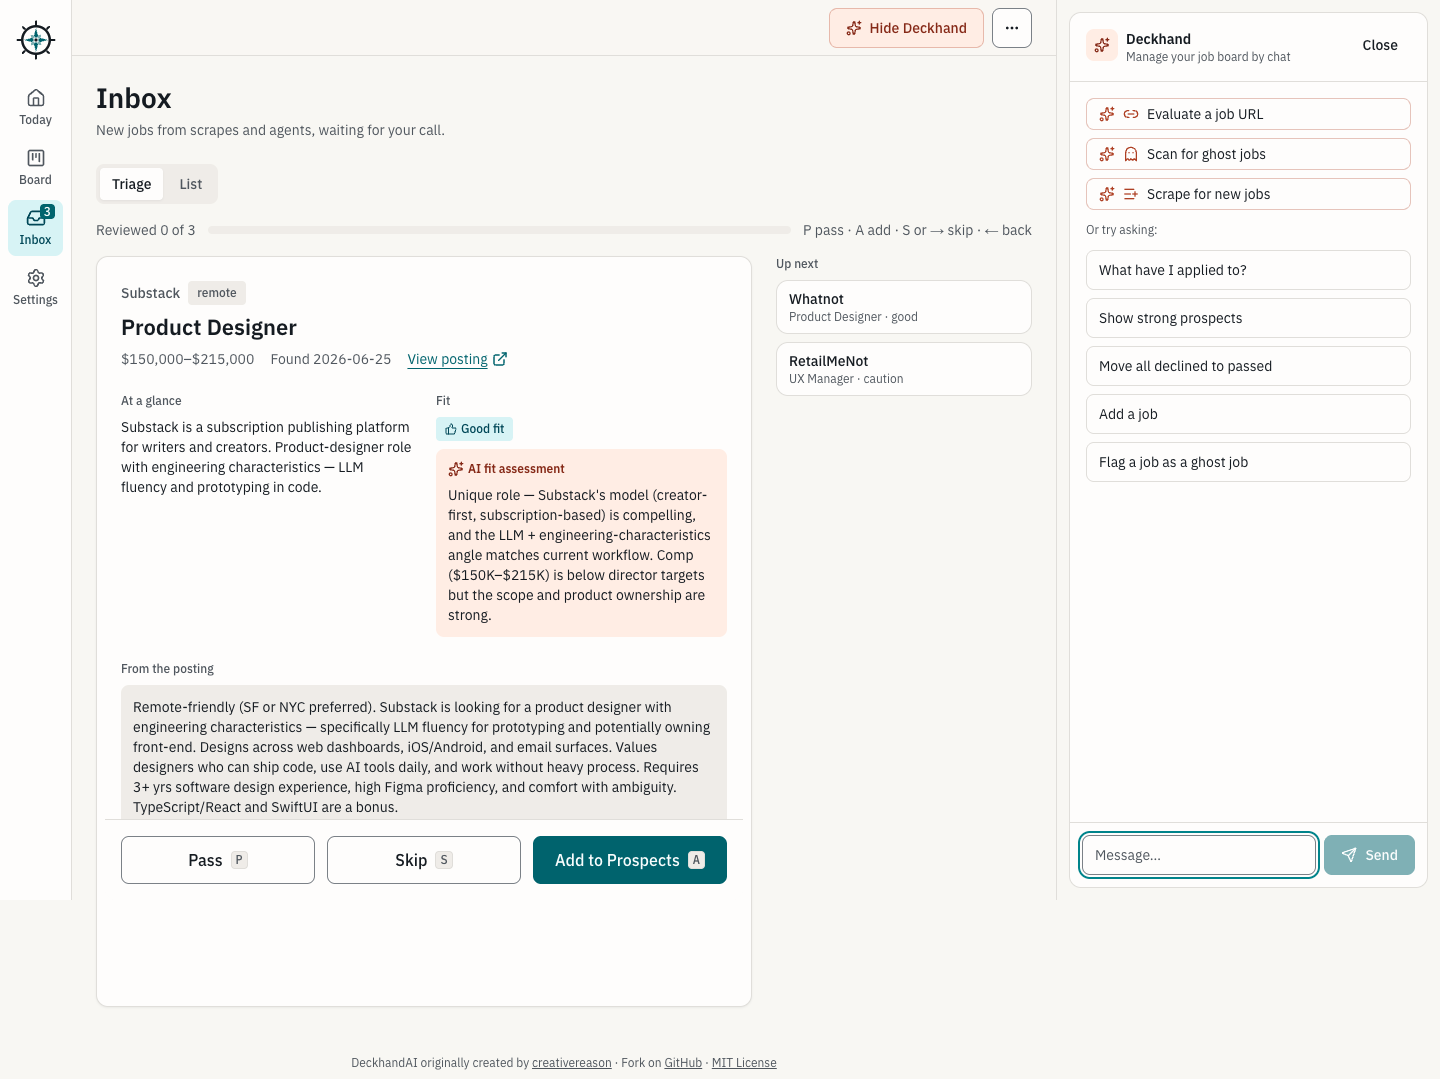 Hide Deckhand
Today
Board
3
Inbox
Settings
Inbox
New jobs from scrapes and agents, waiting for your call.
Triage
List
Reviewed 0 of 3
P pass · A add · S or → skip · ← back
Substack
remote
Product Designer
$150,000–$215,000
Found 2026-06-25
View posting
At a glance
Substack is a subscription publishing platform
for writers and creators. Product-designer role
with engineering characteristics — LLM
fluency and prototyping in code.
Fit
Good fit
AI fit assessment
Unique role — Substack's model (creator-
first, subscription-based) is compelling,
and the LLM + engineering-characteristics
angle matches current workflow. Comp
($150K–$215K) is below director targets
but the scope and product ownership are
strong.
From the posting
Remote-friendly (SF or NYC preferred). Substack is looking for a product designer with
engineering characteristics — specifically LLM fluency for prototyping and potentially owning
front-end. Designs across web dashboards, iOS/Android, and email surfaces. Values
designers who can ship code, use AI tools daily, and work without heavy process. Requires
3+ yrs software design experience, high Figma proficiency, and comfort with ambiguity.
TypeScript/React and SwiftUI are a bonus.
Pass P
Skip S
Add to Prospects A
Up next
Whatnot
Product Designer · good
RetailMeNot
UX Manager · caution
Deckhand
Manage your job board by chat
Close
Evaluate a job URL
Scan for ghost jobs
Scrape for new jobs
Or try asking:
What have I applied to?
Show strong prospects
Move all declined to passed
Add a job
Flag a job as a ghost job
Message...
Send
DeckhandAI originally created by creativereason · Fork on GitHub · MIT License